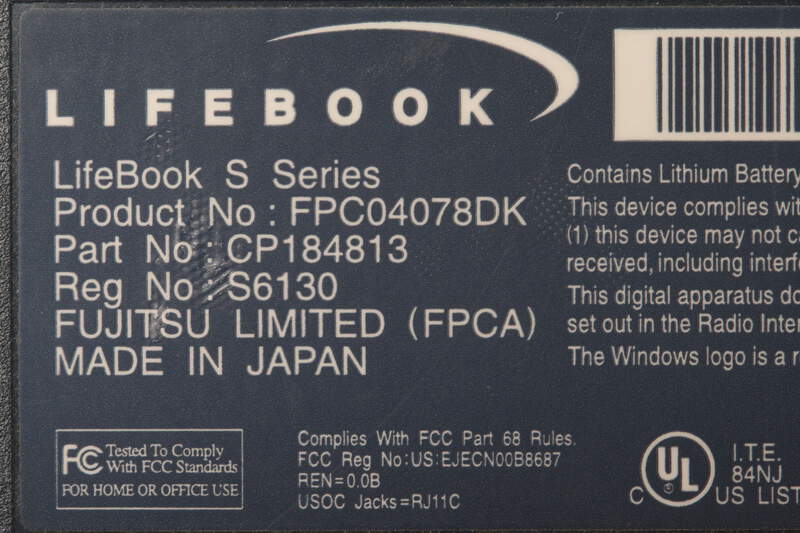 LIFEBOOK
LifeBook S Series
Product No : FPC04078DK
Part No : CP184813
Reg No : S6130
FUJITSU LIMITED (FPCA)
MADE IN JAPAN
Contains Lithium Battery
This device complies wit
(1) this device may not c
received, including interf
This digital apparatus do
set out in the Radio Inter
The Windows logo is a r
FC Tested To Comply
With FCC Standards
FOR HOME OR OFFICE USE
Complies With FCC Part 68 Rules.
FCC Reg No:US:EJECN00B8687
REN=0.0B
USOC Jacks=RJ11C
C UL US LIST
®
I.T.E.
84NJ